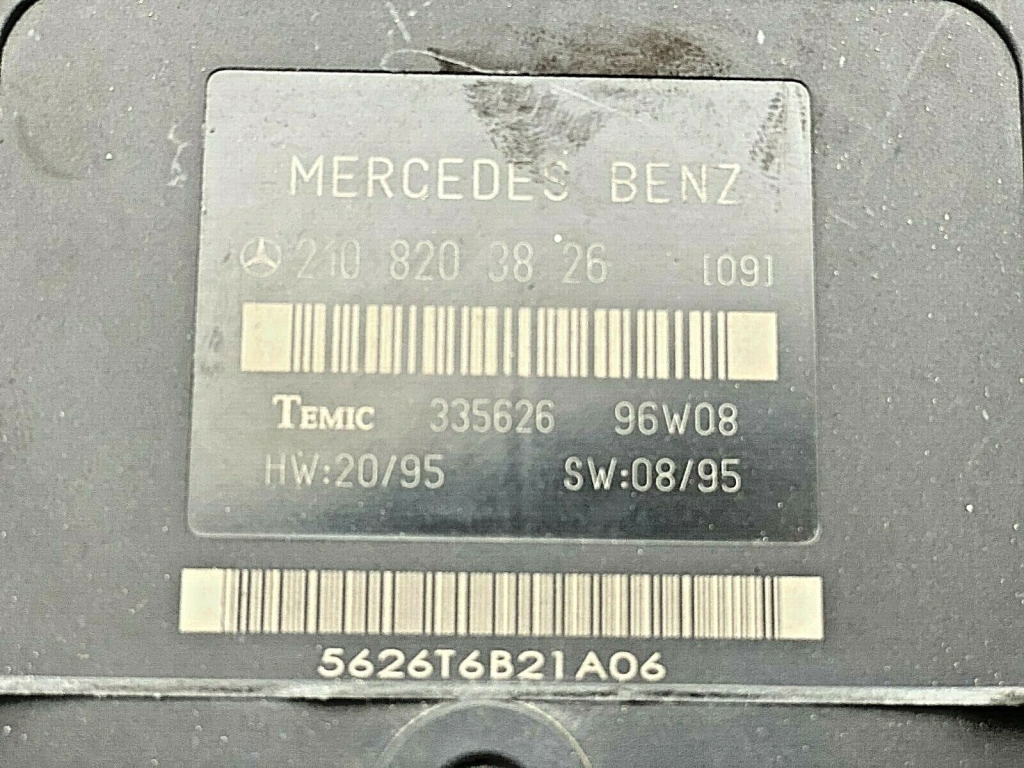 MERCEDES BENZ
210 820 38 26 [09]
TEMIC 335626 96W08
HW:20/95 SW:08/95
5626T6B21A06